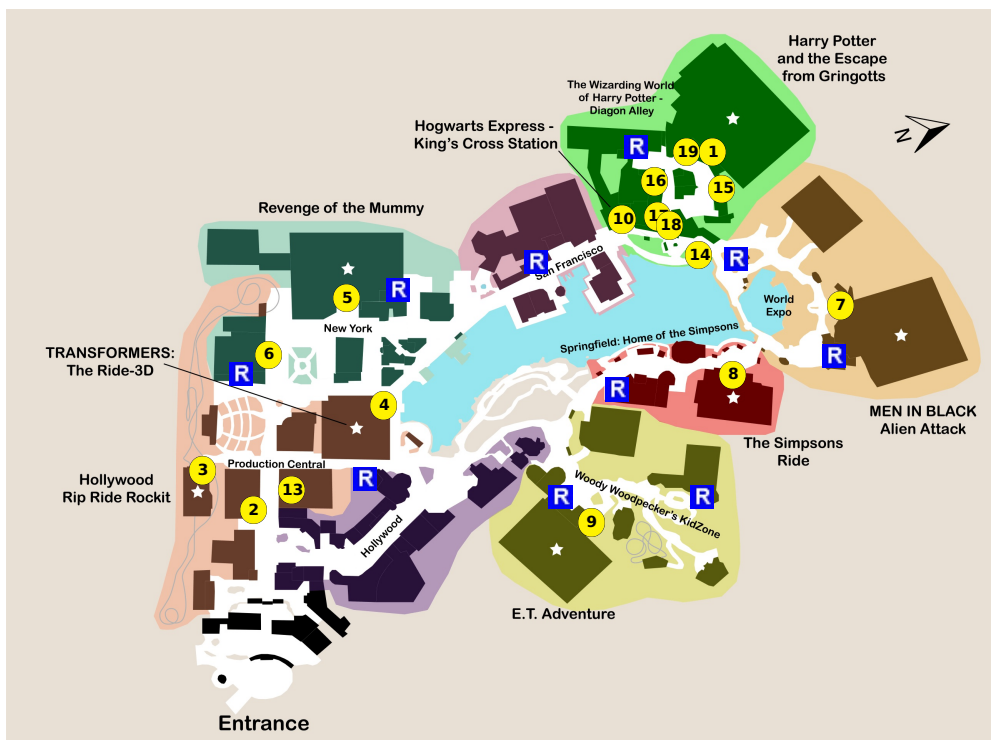 Harry Potter
and the Escape
from Gringotts
The Wizarding World
of Harry Potter -
Diagon Alley
Hogwarts Express -
King's Cross Station
N
R
19
1
16
15
10
17
18
14
R
Revenge of the Mummy
San Francisco
R
5
R
New York
World
Expo
7
Springfield: Home of the Simpsons
R
TRANSFORMERS:
The Ride-3D
6
R
8
R
4
MEN IN BLACK
Alien Attack
The Simpsons
Ride
Production Central
Hollywood
Rip Ride Rockit
3
13
R
2
Hollywood
Woody Woodpecker's KidZone
R
R
9
E.T. Adventure
Entrance